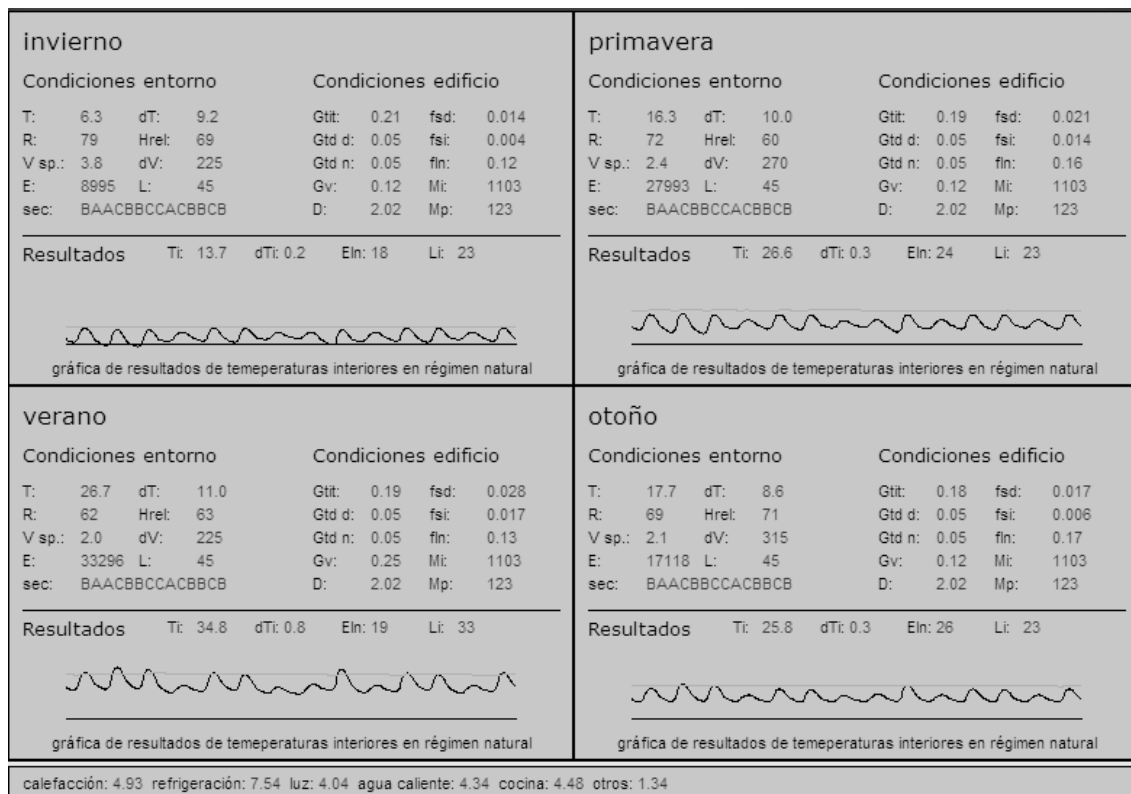 invierno
Condiciones entorno Condiciones edificio
T: 6.3 dT: 9.2 Gtit: 0.21 fsd: 0.014
R: 79 Hrel: 69 Gtd d: 0.05 fsi: 0.004
V sp.: 3.8 dV: 225 Gtd n: 0.05 fln: 0.12
E: 8995 L: 45 Gv: 0.12 Mi: 1103
sec: BAACBBCCACBBCB D: 2.02 Mp: 123
Resultados Ti: 13.7 dTi: 0.2 Eln: 18 Li: 23
gráfica de resultados de temeperaturas interiores en régimen natural
primavera
Condiciones entorno Condiciones edificio
T: 16.3 dT: 10.0 Gtit: 0.19 fsd: 0.021
R: 72 Hrel: 60 Gtd d: 0.05 fsi: 0.014
V sp.: 2.4 dV: 270 Gtd n: 0.05 fln: 0.16
E: 27993 L: 45 Gv: 0.12 Mi: 1103
sec: BAACBBCCACBBCB D: 2.02 Mp: 123
Resultados Ti: 26.6 dTi: 0.3 Eln: 24 Li: 23
gráfica de resultados de temeperaturas interiores en régimen natural
verano
Condiciones entorno Condiciones edificio
T: 26.7 dT: 11.0 Gtit: 0.19 fsd: 0.028
R: 62 Hrel: 63 Gtd d: 0.05 fsi: 0.017
V sp.: 2.0 dV: 225 Gtd n: 0.05 fln: 0.13
E: 33296 L: 45 Gv: 0.25 Mi: 1103
sec: BAACBBCCACBBCB D: 2.02 Mp: 123
Resultados Ti: 34.8 dTi: 0.8 Eln: 19 Li: 33
gráfica de resultados de temeperaturas interiores en régimen natural
otoño
Condiciones entorno Condiciones edificio
T: 17.7 dT: 8.6 Gtit: 0.18 fsd: 0.017
R: 69 Hrel: 71 Gtd d: 0.05 fsi: 0.006
V sp.: 2.1 dV: 315 Gtd n: 0.05 fln: 0.17
E: 17118 L: 45 Gv: 0.12 Mi: 1103
sec: BAACBBCCACBBCB D: 2.02 Mp: 123
Resultados Ti: 25.8 dTi: 0.3 Eln: 26 Li: 23
gráfica de resultados de temeperaturas interiores en régimen natural
calefacción: 4.93 refrigeración: 7.54 luz: 4.04 agua caliente: 4.34 cocina: 4.48 otros: 1.34